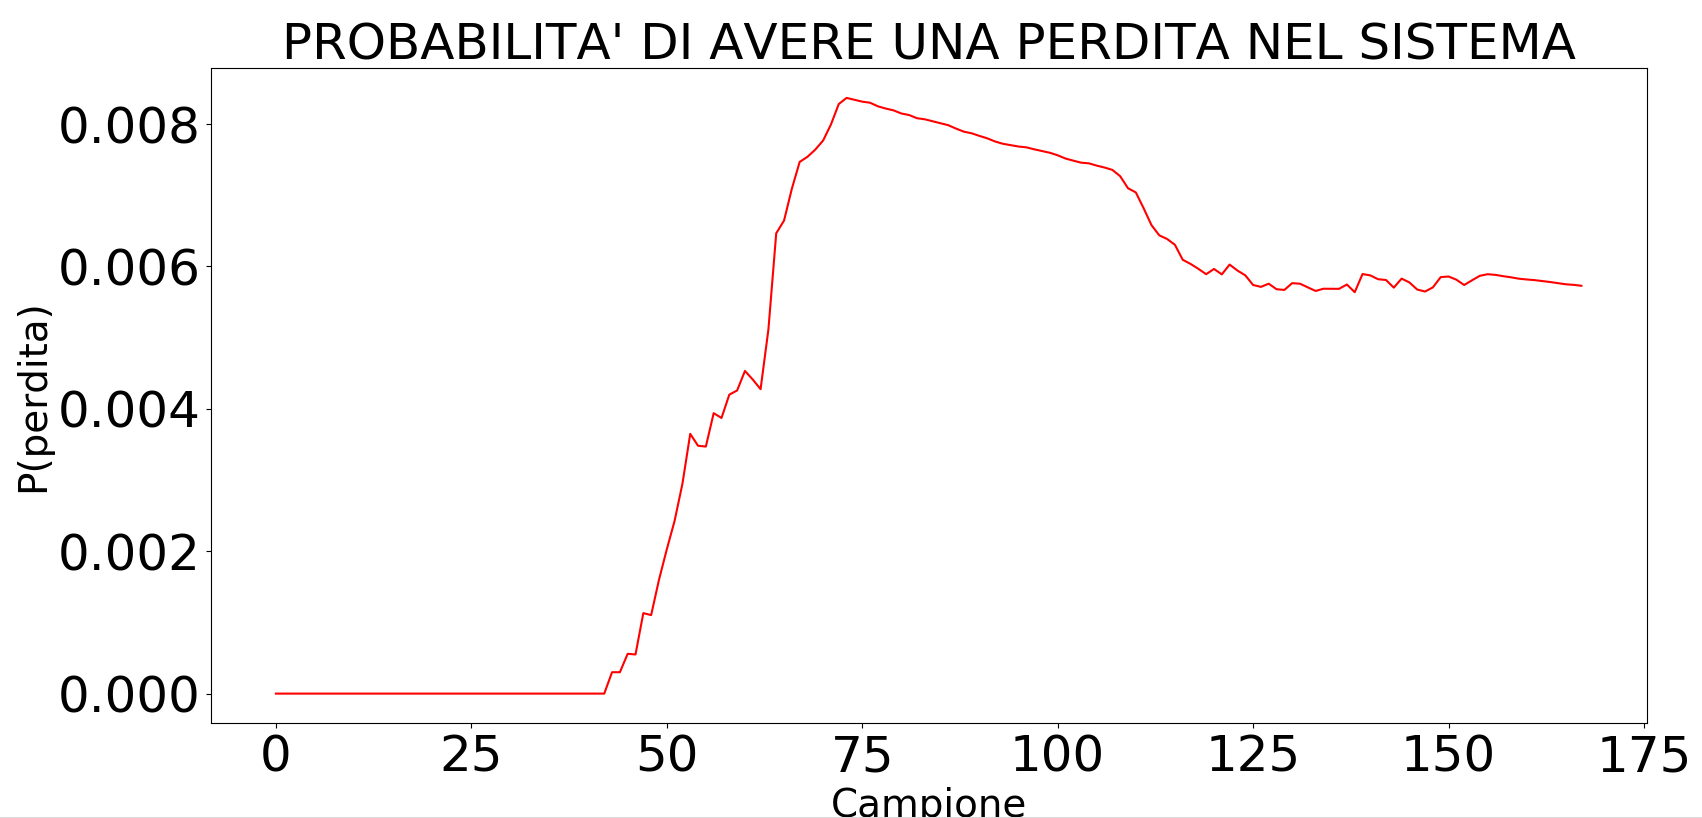 PROBABILITA' DI AVERE UNA PERDITA NEL SISTEMA
0.008
0.006
0.004
0.002
0.000
P(perdita)
0 25 50 75 100 125 150 175
Campione